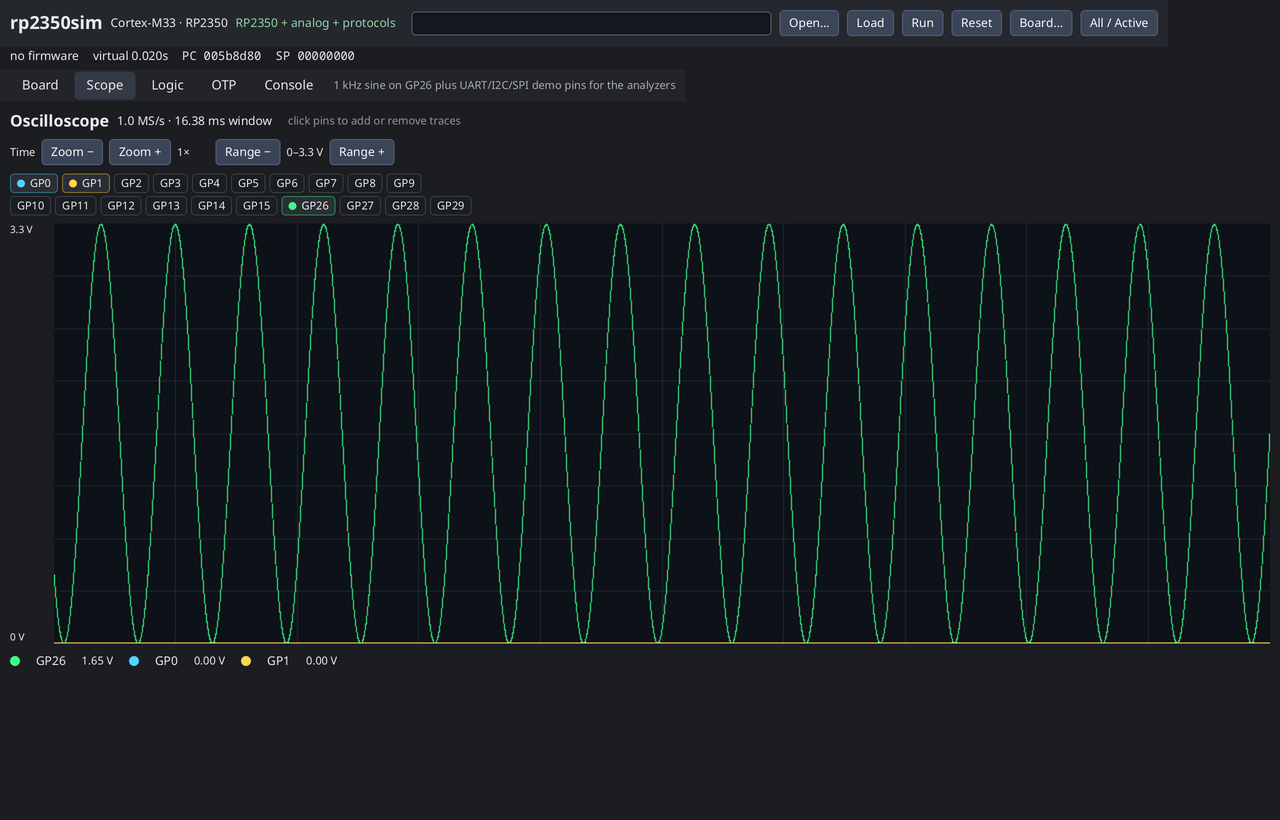 rp2350sim Cortex-M33 · RP2350 RP2350 + analog + protocols Open... Load Run Reset Board... All / Active
no firmware virtual 0.020s PC 005b8d80 SP 00000000
Board Scope Logic OTP Console 1 kHz sine on GP26 plus UART/I2C/SPI demo pins for the analyzers
Oscilloscope 1.0 MS/s · 16.38 ms window click pins to add or remove traces
Time Zoom − Zoom + 1× Range − 0–3.3 V Range +
GP0 GP1 GP2 GP3 GP4 GP5 GP6 GP7 GP8 GP9
GP10 GP11 GP12 GP13 GP14 GP15 GP26 GP27 GP28 GP29
3.3 V
0 V
GP26 1.65 V GP0 0.00 V GP1 0.00 V